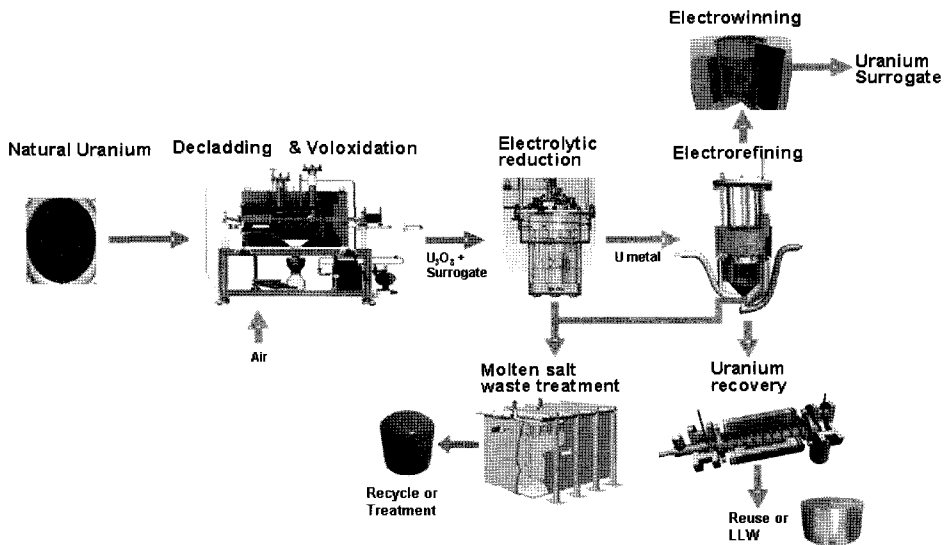 Electrowinning
Uranium
Surrogate
Natural Uranium
Decladding & Voloxidation
Electrolytic
reduction
Electrorefining
U₃O₈ +
Surrogate
U metal
Air
Molten salt
waste treatment
Uranium
recovery
Recycle or
Treatment
Reuse or
LLW